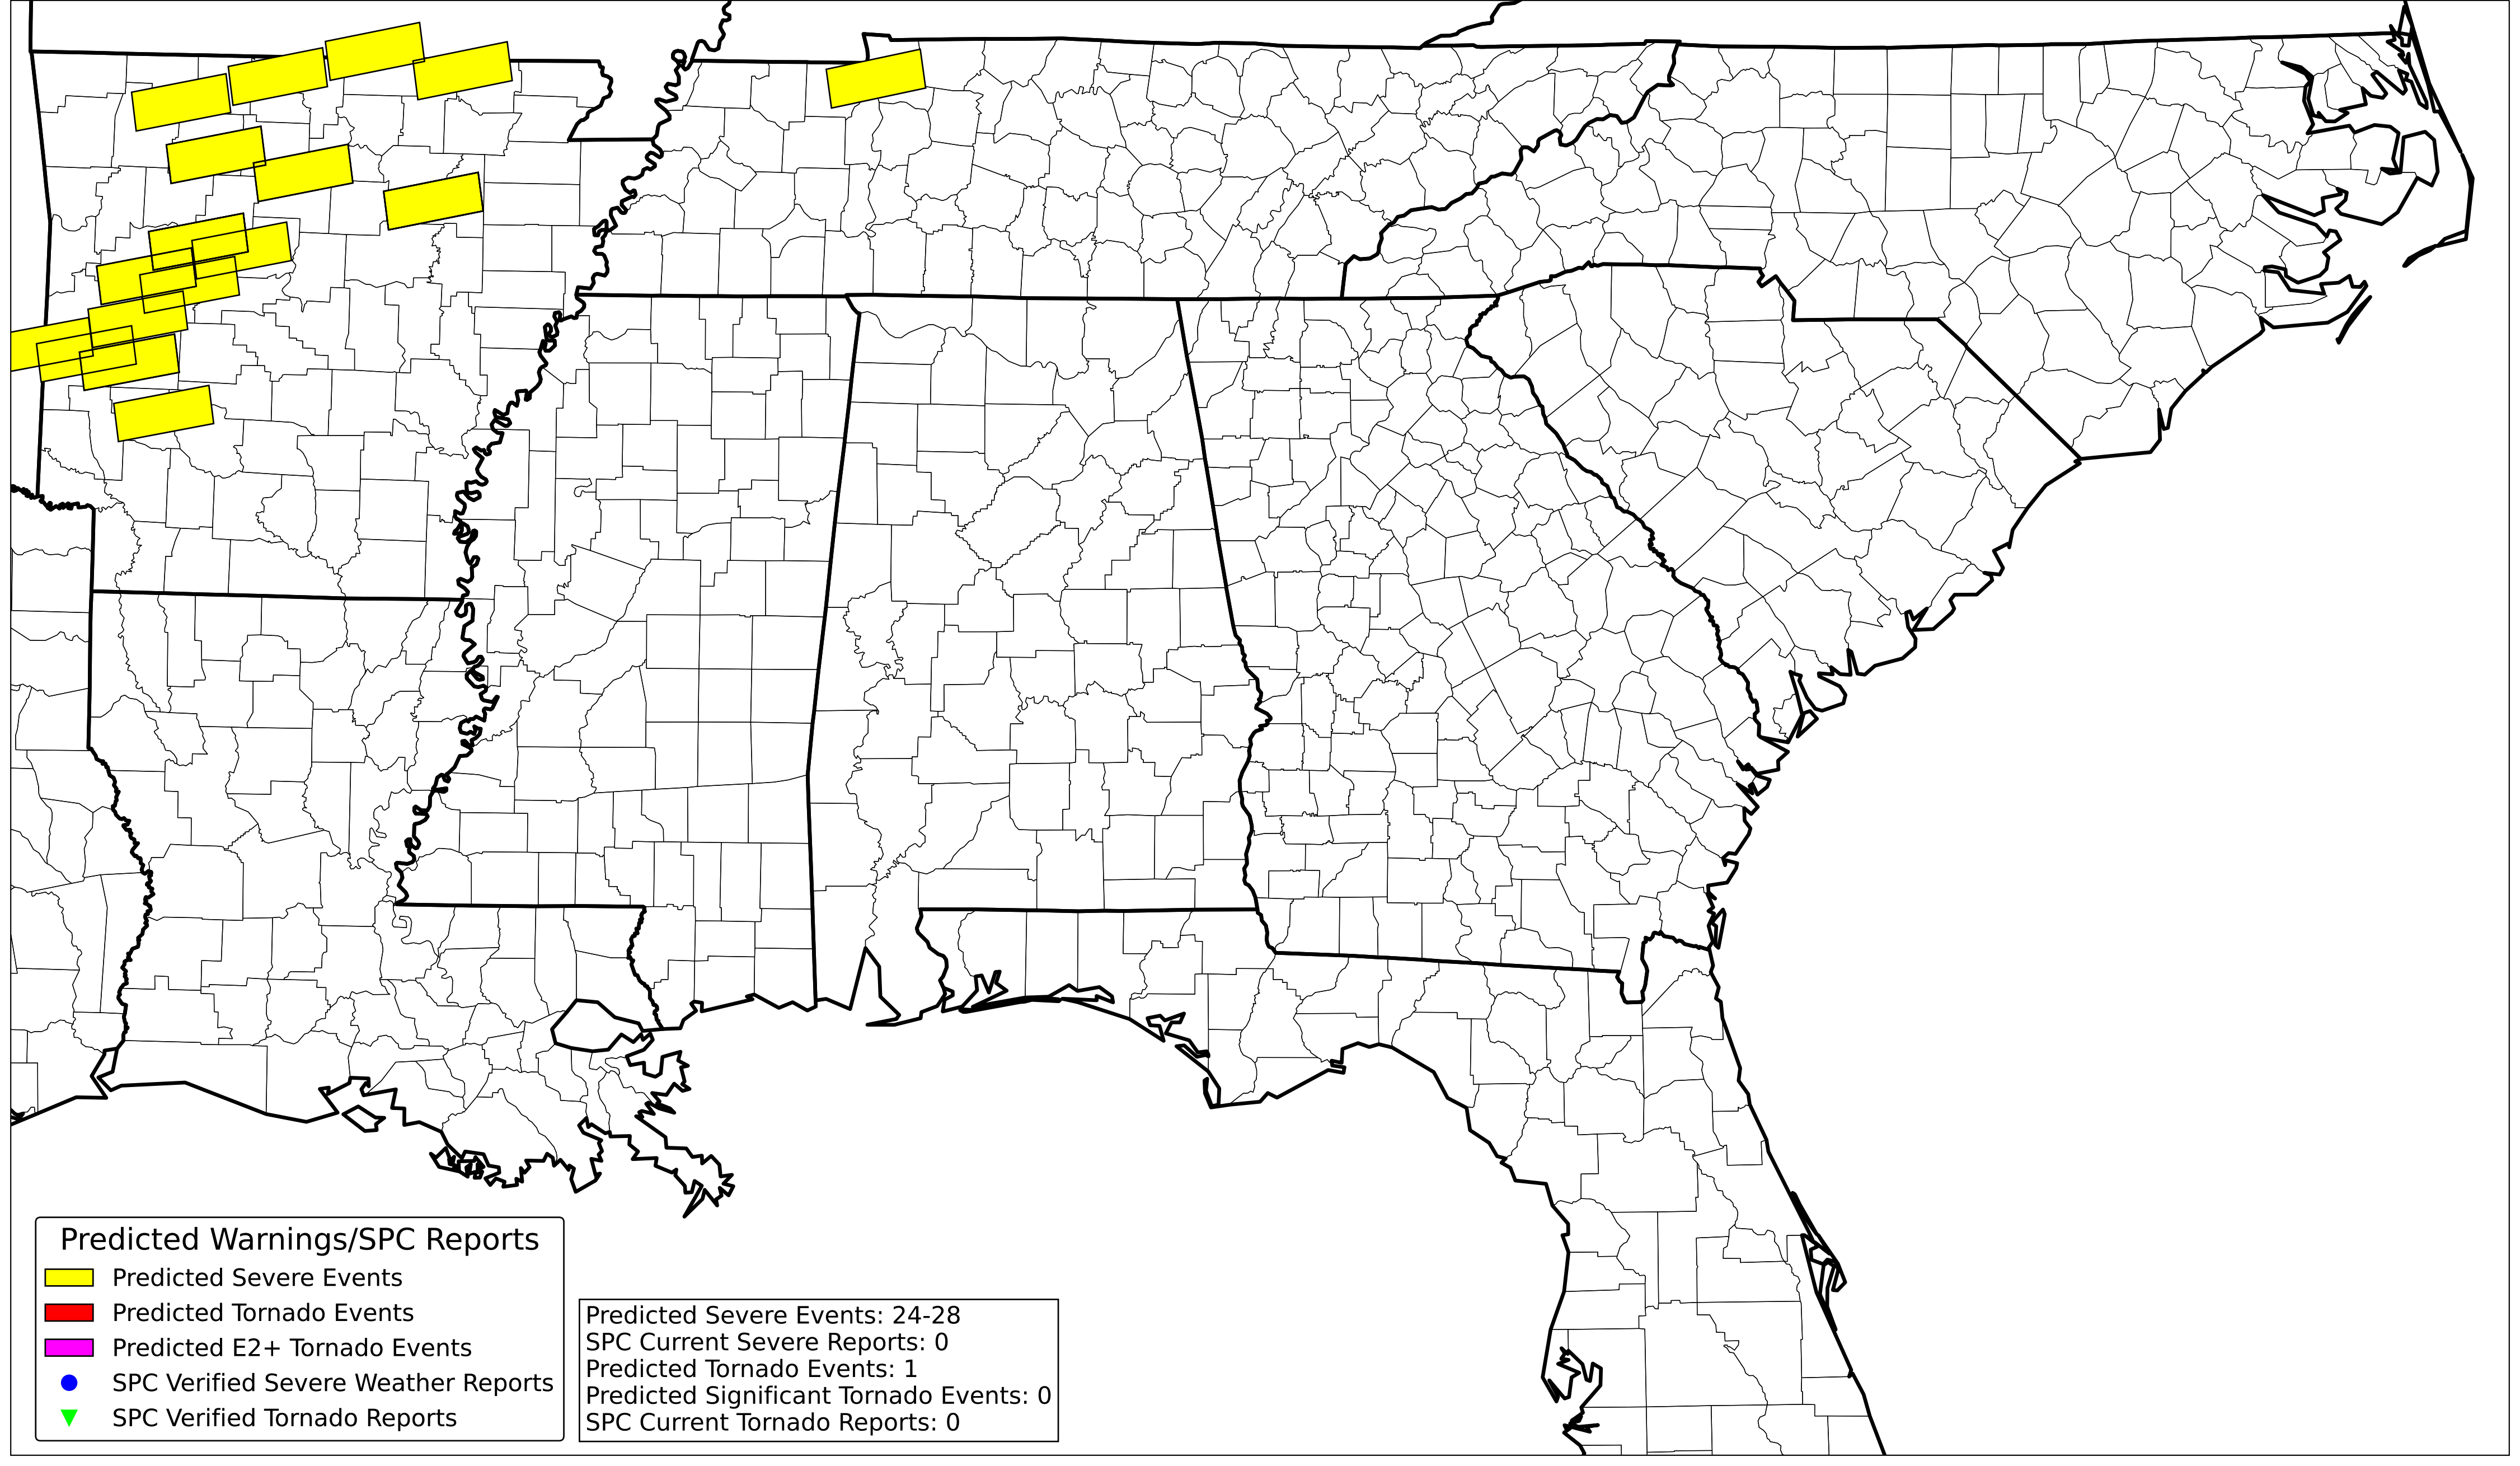 Predicted Warnings/SPC Reports
Predicted Severe Events
Predicted Tornado Events
Predicted E2+ Tornado Events
SPC Verified Severe Weather Reports
SPC Verified Tornado Reports
Predicted Severe Events: 24-28
SPC Current Severe Reports: 0
Predicted Tornado Events: 1
Predicted Significant Tornado Events: 0
SPC Current Tornado Reports: 0